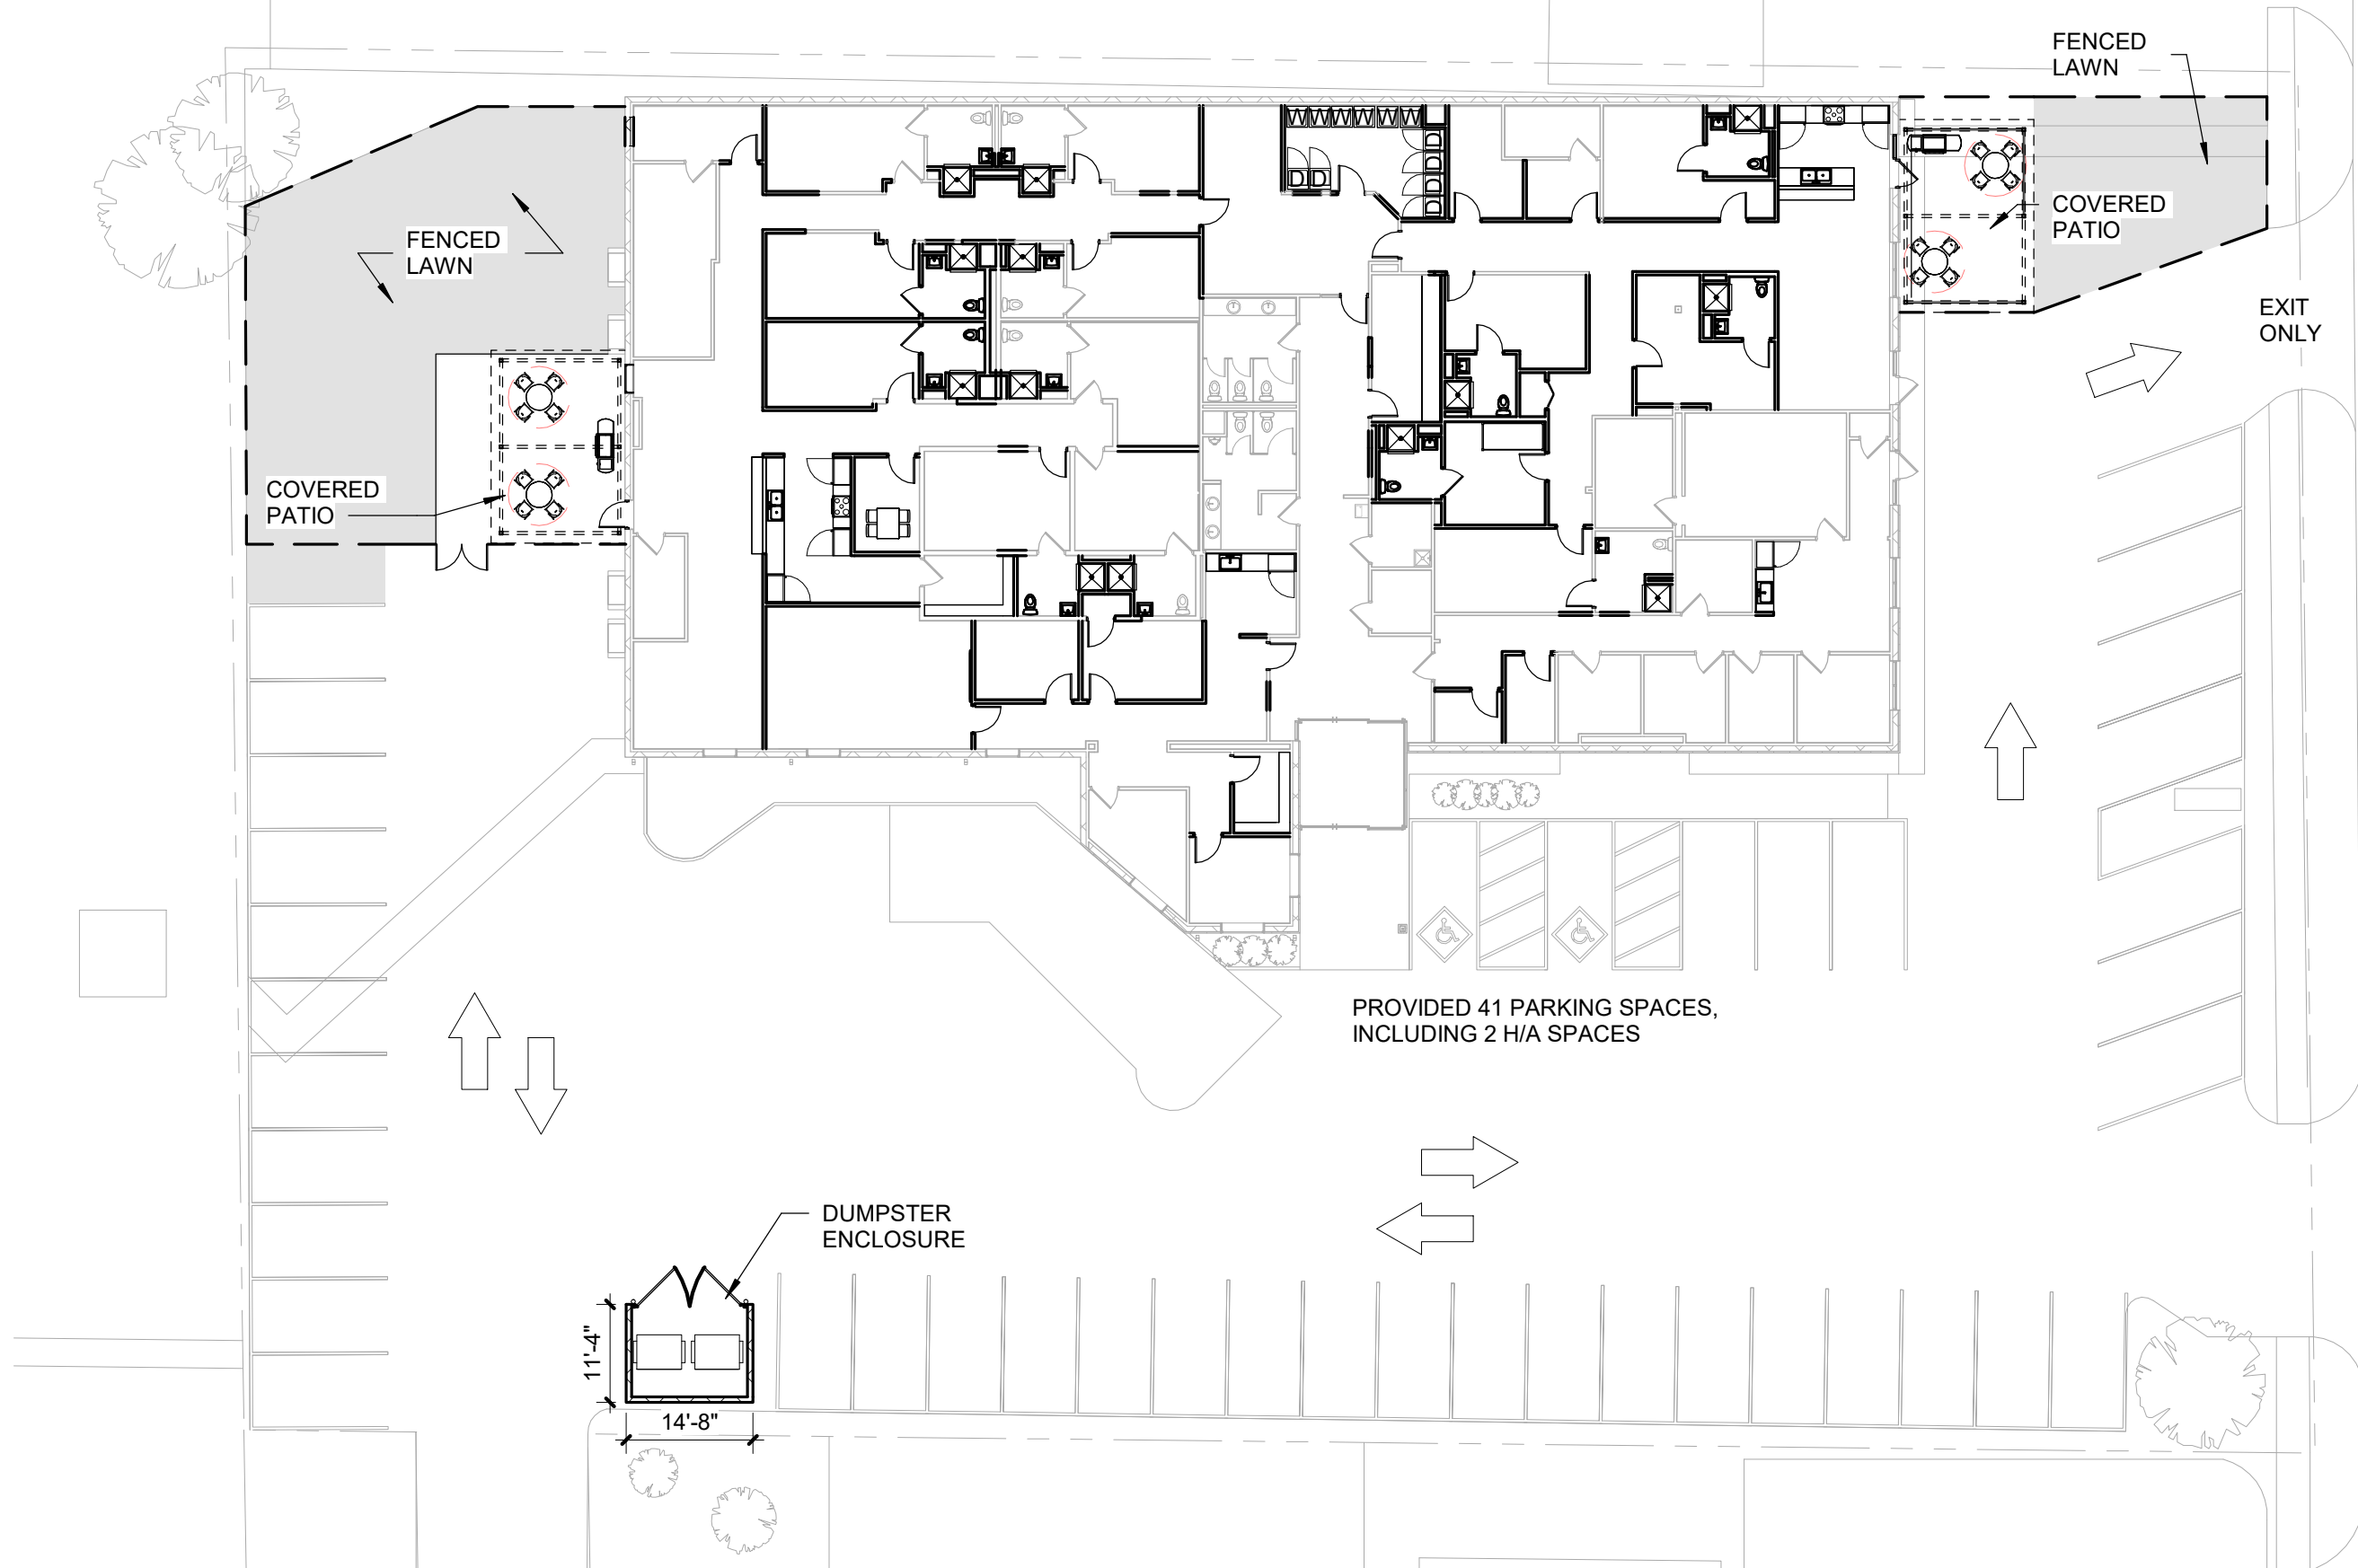 FENCED
LAWN
FENCED
LAWN
COVERED
PATIO
COVERED
PATIO
EXIT
ONLY
PROVIDED 41 PARKING SPACES,
INCLUDING 2 H/A SPACES
DUMPSTER
ENCLOSURE
11'-4"
14'-8"